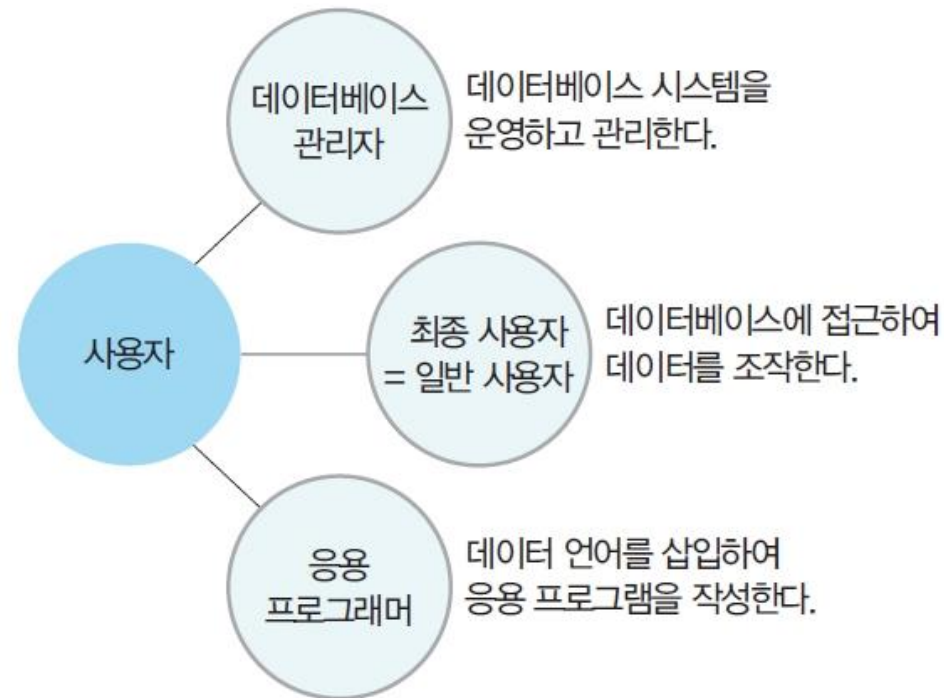 데이터베이스
관리자
데이터베이스 시스템을
운영하고 관리한다.
사용자
최종 사용자
= 일반 사용자
데이터베이스에 접근하여
데이터를 조작한다.
응용
프로그래머
데이터 언어를 삽입하여
응용 프로그램을 작성한다.